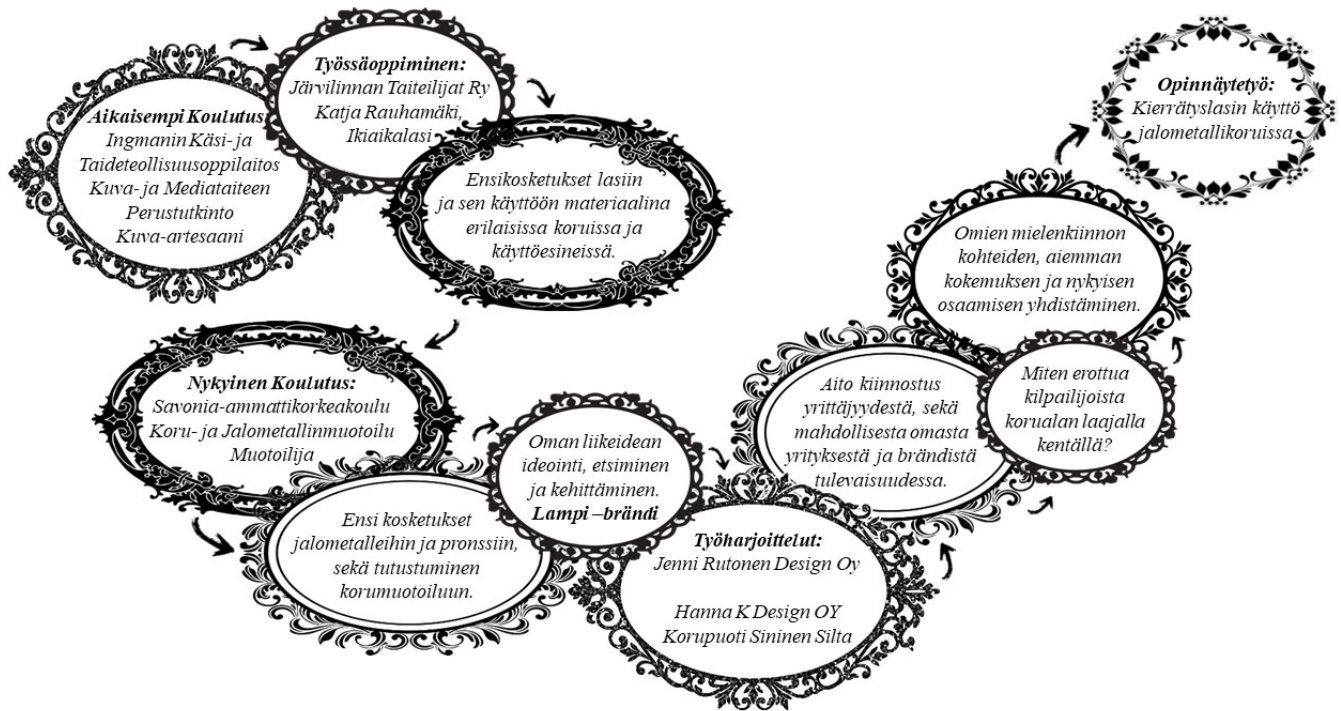 Aikaisempi Koulutus:
Ingmanin Käsi- ja
Taideteollisuusoppilaitos
Kuva- ja Mediataiteen
Perustutkinto
Kuva-artesaani
Työssäoppiminen:
Järvilinnan Taiteilijat Ry
Katja Rauhamäki,
Ikiaikalasi
Ensikosketukset lasiin
ja sen käyttöön materiaalina
erilaisissa koruissa ja
käyttöesineissä.
Nykyinen Koulutus:
Savonia-ammattikorkeakoulu
Koru- ja Jalometallinmuotoilu
Muotoilija
Ensi kosketukset
jalometalleihin ja pronssiin,
sekä tutustuminen
korumuotoiluun.
Oman liikeidean
ideointi, etsiminen
ja kehittäminen.
Lampi –brändi
Työharjoittelut:
Jenni Rutonen Design Oy
Hanna K Design OY
Korupuoti Sininen Silta
Aito kiinnostus
yrittäjyydestä, sekä
mahdollisesta omasta
yrityksestä ja brändistä
tulevaisuudessa.
Miten erottua
kilpailijoista
korualan laajalla
kentällä?
Omien mielenkiinnon
kohteiden, aiemman
kokemuksen ja nykyisen
osaamisen yhdistäminen.
Opinnäytetyö:
Kierrätyslasin käyttö
jalometallikoruissa